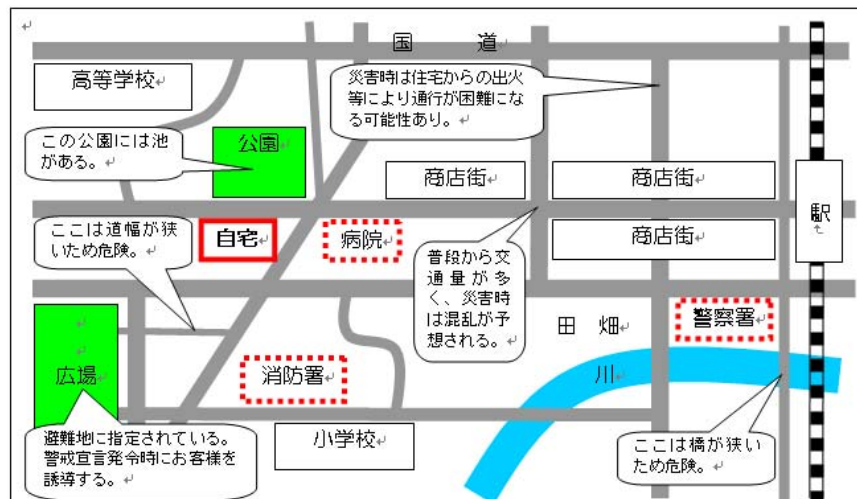 国　道
高等学校
災害時は住宅からの出火
等により通行が困難にな
る可能性あり。
この公園には池
がある。
公園
商店街
商店街
駅
ここは道幅が狭
いため危険。
自宅
病院
商店街
普段から交
通量が多
く、災害時
は混乱が予
想される。
田　畑
警察署
広場
消防署
川
避難地に指定されている。
警戒宣言発令時にお客様を
誘導する。
小学校
ここは橋が狭い
ため危険。